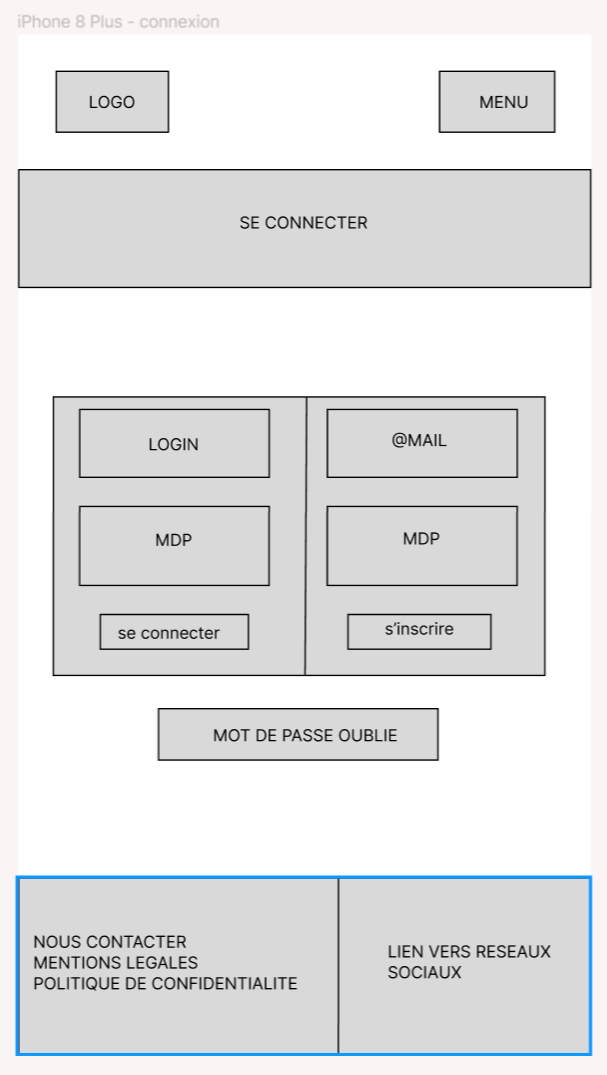 iPhone 8 Plus - connexion
LOGO
MENU
SE CONNECTER
LOGIN
@MAIL
MDP
MDP
se connecter
s'inscrire
MOT DE PASSE OUBLIE
NOUS CONTACTER
MENTIONS LEGALES
POLITIQUE DE CONFIDENTIALITE
LIEN VERS RESEAUX
SOCIAUX